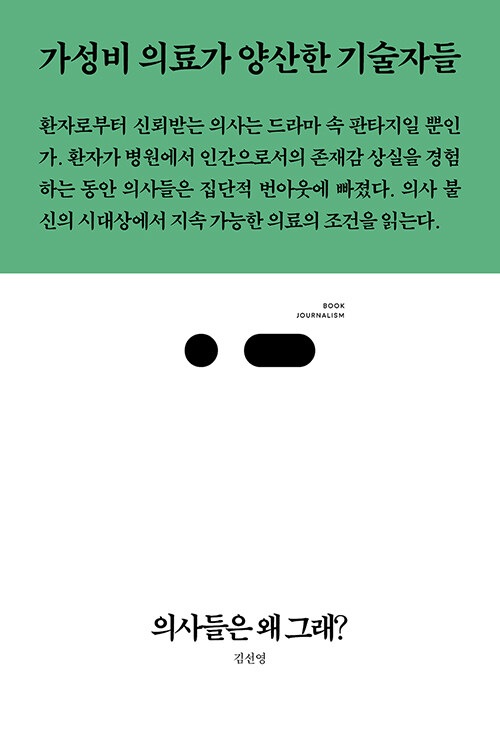 가성비 의료가 양산한 기술자들
환자로부터 신뢰받는 의사는 드라마 속 판타지일 뿐인
가. 환자가 병원에서 인간으로서의 존재감 상실을 경험
하는 동안 의사들은 집단적 번아웃에 빠졌다. 의사 불
신의 시대상에서 지속 가능한 의료의 조건을 읽는다.
BOOK
JOURNALISM
의사들은 왜 그래?
김선영